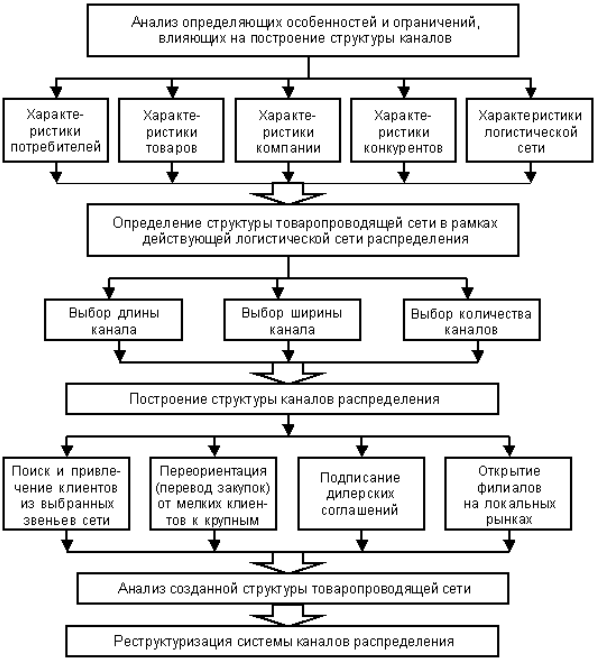 Анализ определяющих особенностей и ограничений,
влияющих на построение структуры каналов
Характе-
ристики
потребителей
Характе-
ристики
товаров
Характе-
ристики
компании
Характе-
ристики
конкурентов
Характеристики
логистической
сети
Определение структуры товаропроводящей сети в рамках
действующей логистической сети распределения
Выбор длины
канала
Выбор ширины
канала
Выбор количества
каналов
Построение структуры каналов распределения
Поиск и привле-
чение клиентов
из выбранных
звеньев сети
Переориентация
(перевод закупок)
от мелких клиен-
тов к крупным
Подписание
дилерских
соглашений
Открытие
филиалов
на локальных
рынках
Анализ созданной структуры товаропроводящей сети
Реструктуризация системы каналов распределения